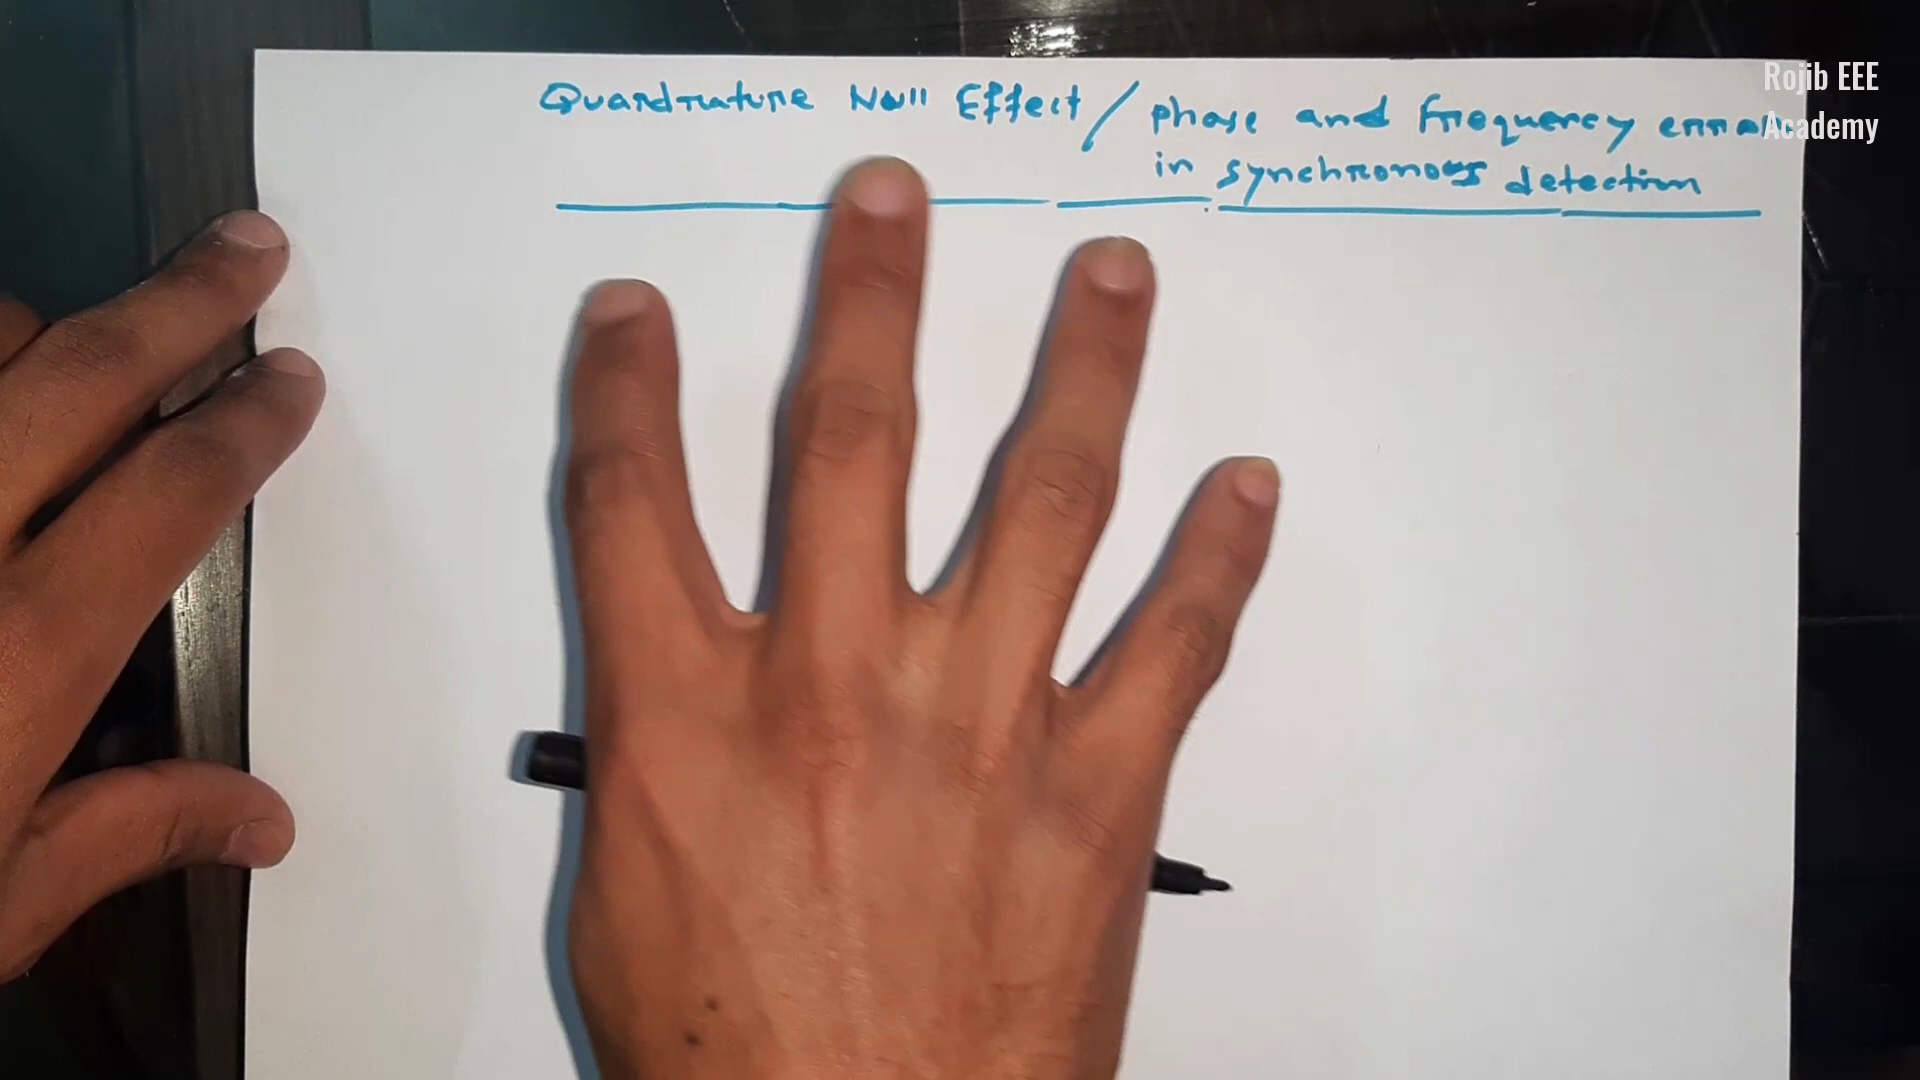 Quardrature Null Effect / phase and frequency error
in synchronous detection
Rojib EEE
Academy